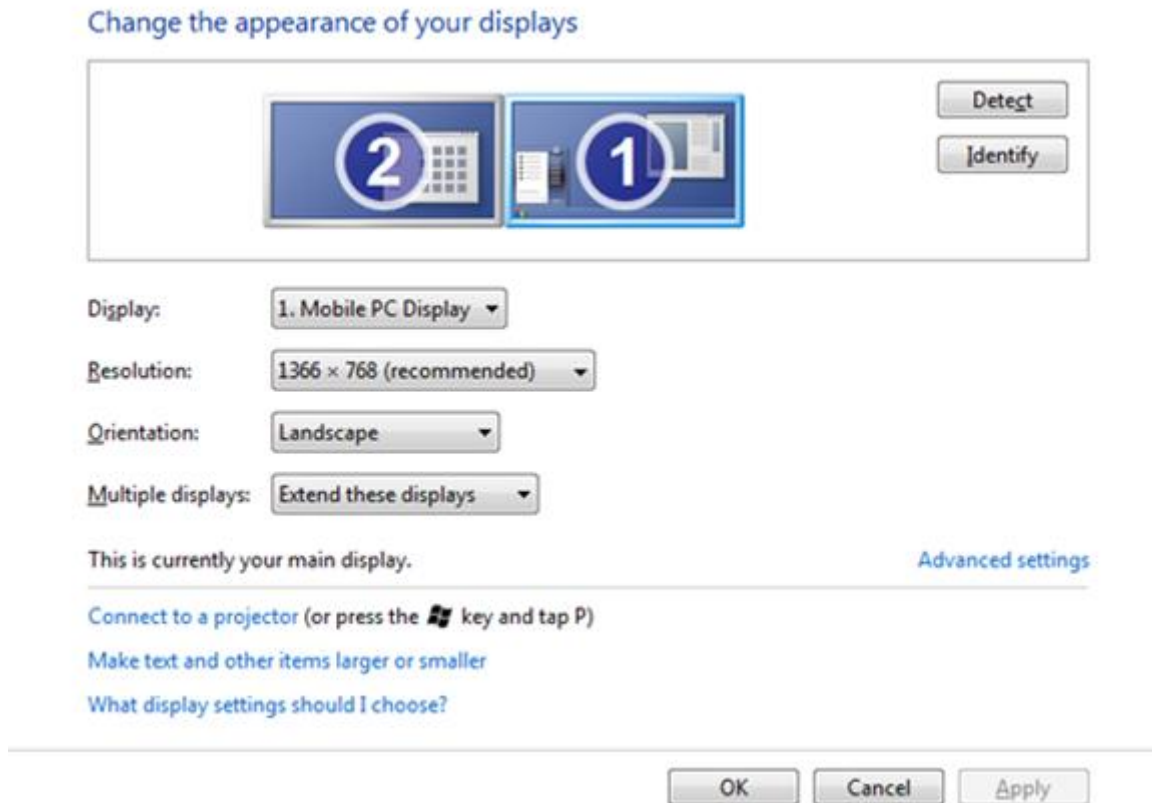 Change the appearance of your displays
2 1
Detect
Identify
Display: 1. Mobile PC Display
Resolution: 1366 × 768 (recommended)
Orientation: Landscape
Multiple displays: Extend these displays
This is currently your main display. Advanced settings
Connect to a projector (or press the key and tap P)
Make text and other items larger or smaller
What display settings should I choose?
OK Cancel Apply